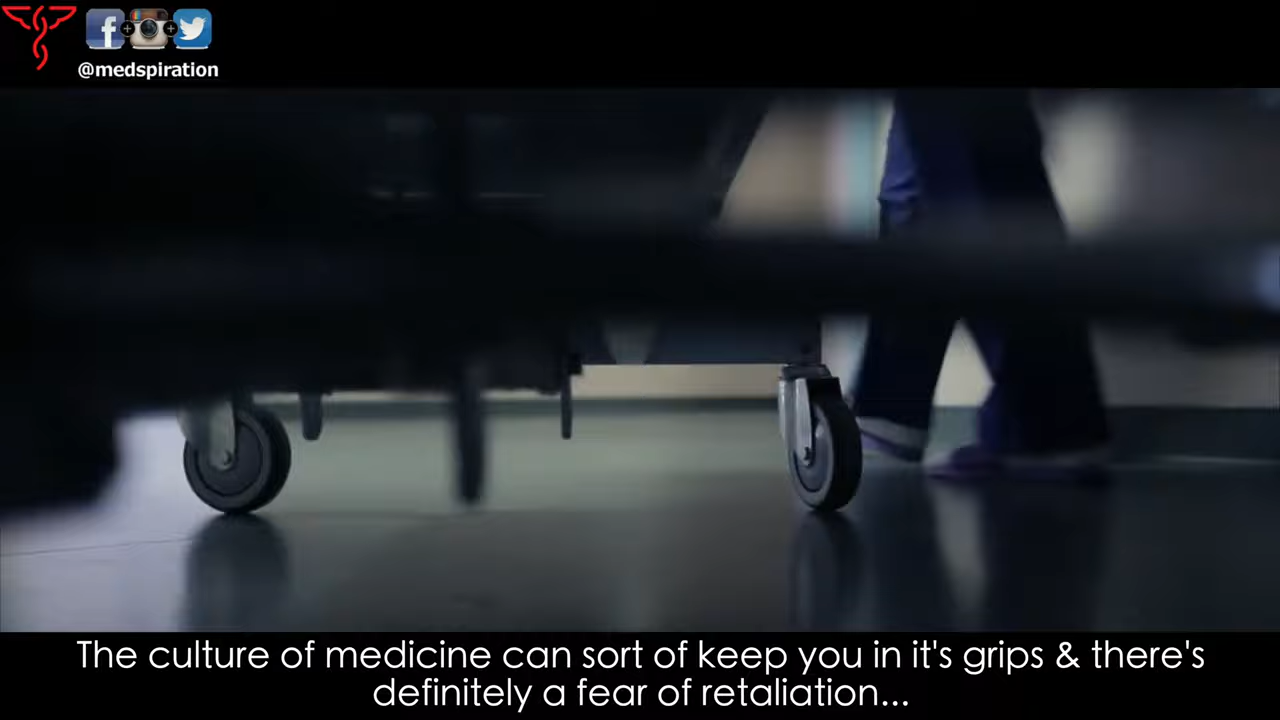 @medspiration
The culture of medicine can sort of keep you in it's grips & there's
definitely a fear of retaliation...